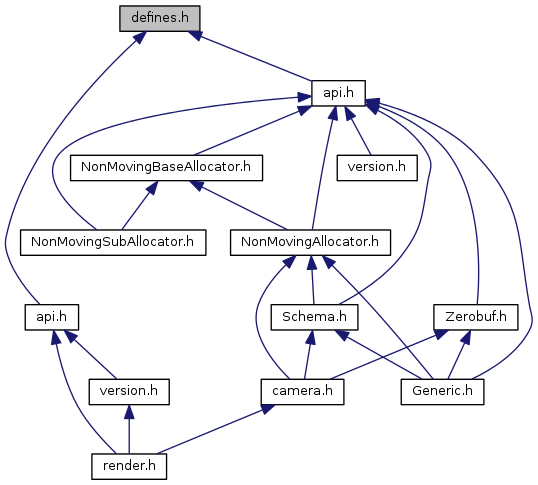 defines.h
api.h
NonMovingBaseAllocator.h
version.h
NonMovingSubAllocator.h
NonMovingAllocator.h
api.h
Schema.h
Zerobuf.h
version.h
camera.h
Generic.h
render.h